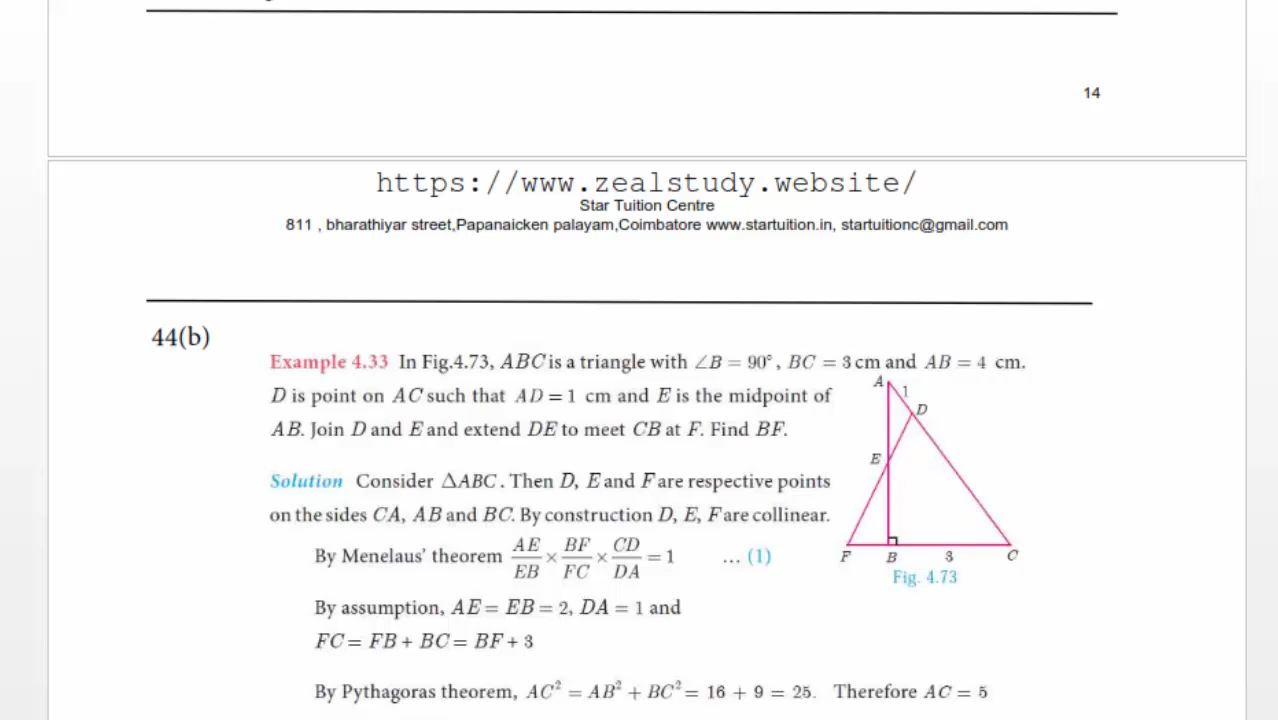 14
https://www.zealstudy.website/
Star Tuition Centre
811 , bharathiyar street,Papanaicken palayam,Coimbatore www.startuition.in, startuitionc@gmail.com
44(b)
Example 4.33 In Fig.4.73, ABC is a triangle with ∠B = 90°, BC = 3 cm and AB = 4 cm.
D is point on AC such that AD = 1 cm and E is the midpoint of
AB. Join D and E and extend DE to meet CB at F. Find BF.
Solution Consider ΔABC. Then D, E and F are respective points
on the sides CA, AB and BC. By construction D, E, F are collinear.
By Menelaus' theorem AE/EB × BF/FC × CD/DA = 1 ... (1)
By assumption, AE = EB = 2, DA = 1 and
FC = FB + BC = BF + 3
By Pythagoras theorem, AC² = AB² + BC² = 16 + 9 = 25. Therefore AC = 5
A
1
D
E
F B 3 C
Fig. 4.73